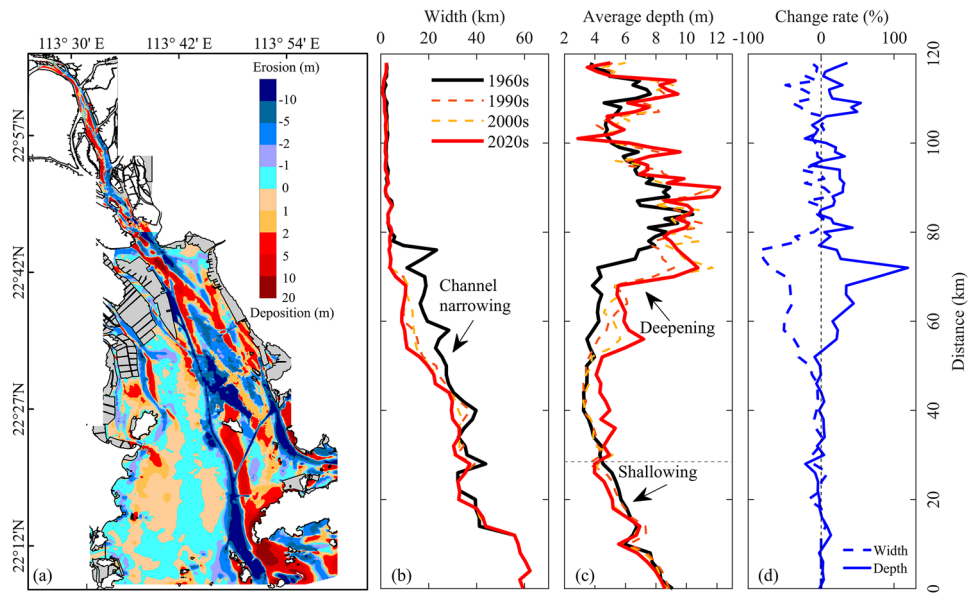 Width (km)
Average depth (m)
Change rate (%)
113°30' E
113°42' E
113°54' E
0 20 40 60
2 4 6 8 10 12
-100 0 100
120
Erosion (m)
-10
-5
-2
-1
0
1
2
5
10
20
Deposition (m)
22°57'N
22°42'N
22°27'N
22°12'N
1960s
1990s
2000s
2020s
Channel
narrowing
Deepening
Shallowing
100
80
60
40
20
0
Distance (km)
Width
Depth
(a)
(b)
(c)
(d)